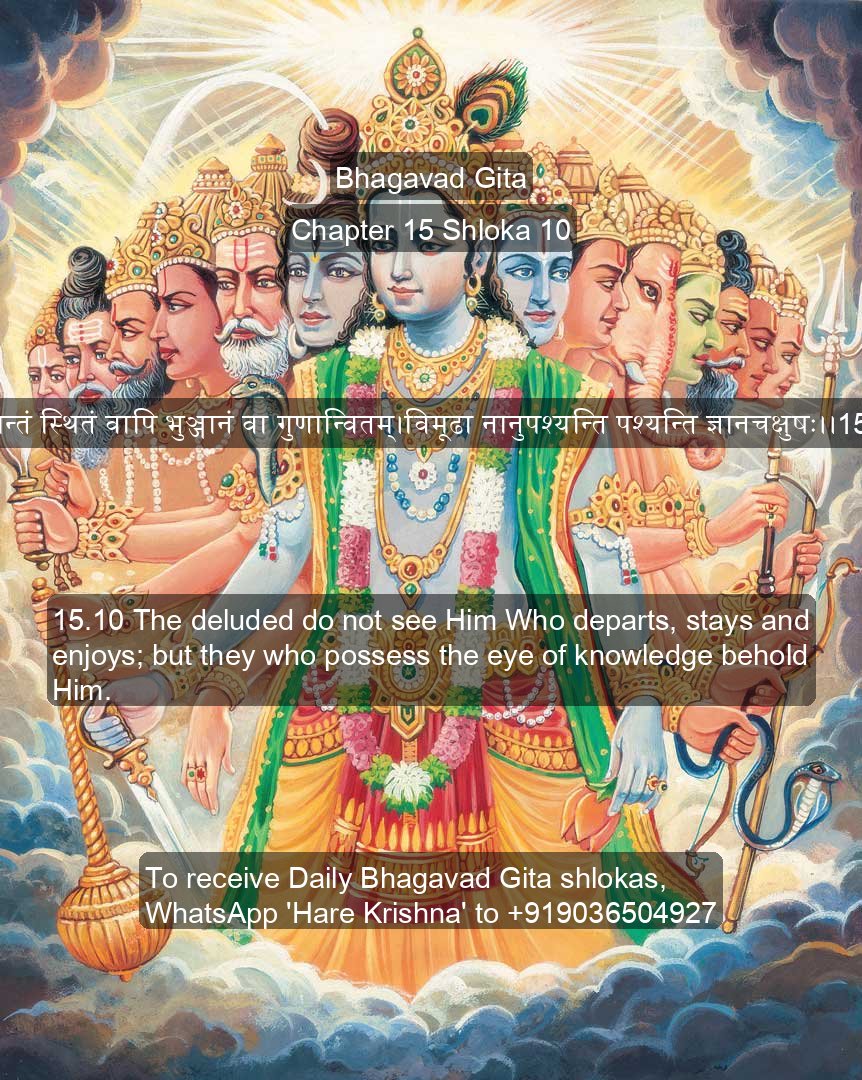 Bhagavad Gita
Chapter 15 Shloka 10
न्तं स्थितं वापि भुञ्जानं वा गुणान्वितम्।विमूढा नानुपश्यन्ति पश्यन्ति ज्ञानचक्षुषः।।15
15.10 The deluded do not see Him Who departs, stays and
enjoys; but they who possess the eye of knowledge behold
Him.
To receive Daily Bhagavad Gita shlokas,
WhatsApp 'Hare Krishna' to +919036504927